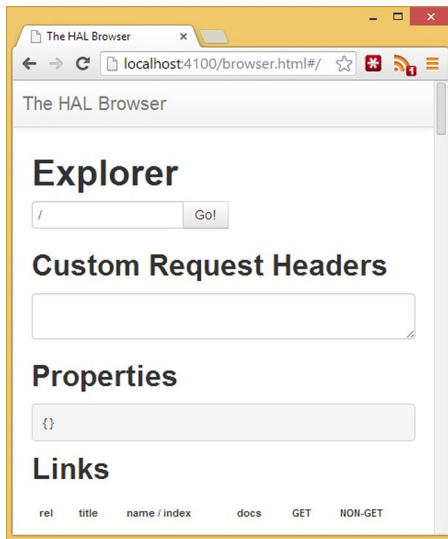 The HAL Browser
localhost:4100/browser.html#/
1
The HAL Browser
Explorer
/ Go!
Custom Request Headers
Properties
{}
Links
rel title name / index docs GET NON-GET